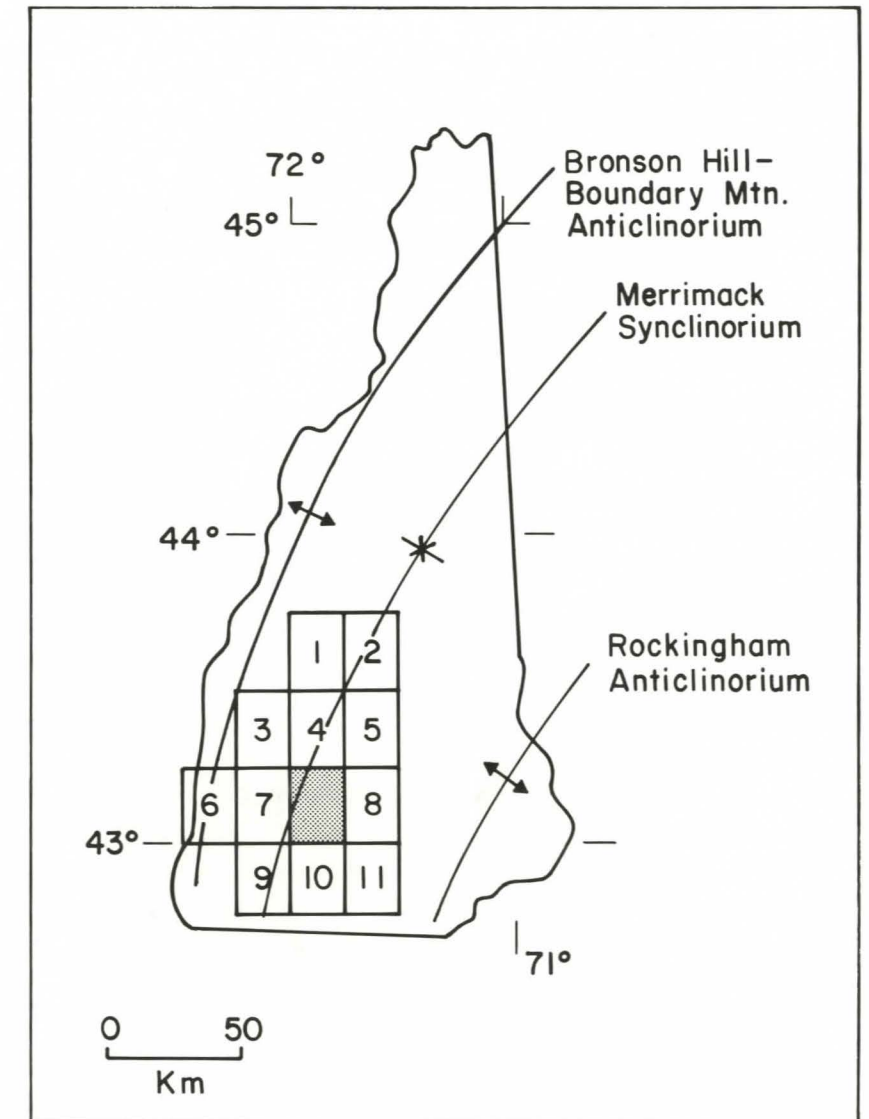 72°
45°
Bronson Hill-
Boundary Mtn.
Anticlinorium
Merrimack
Synclinorium
44°
Rockingham
Anticlinorium
1 2
3 4 5
6 7 8
43°
9 10 11
71°
0 50
Km